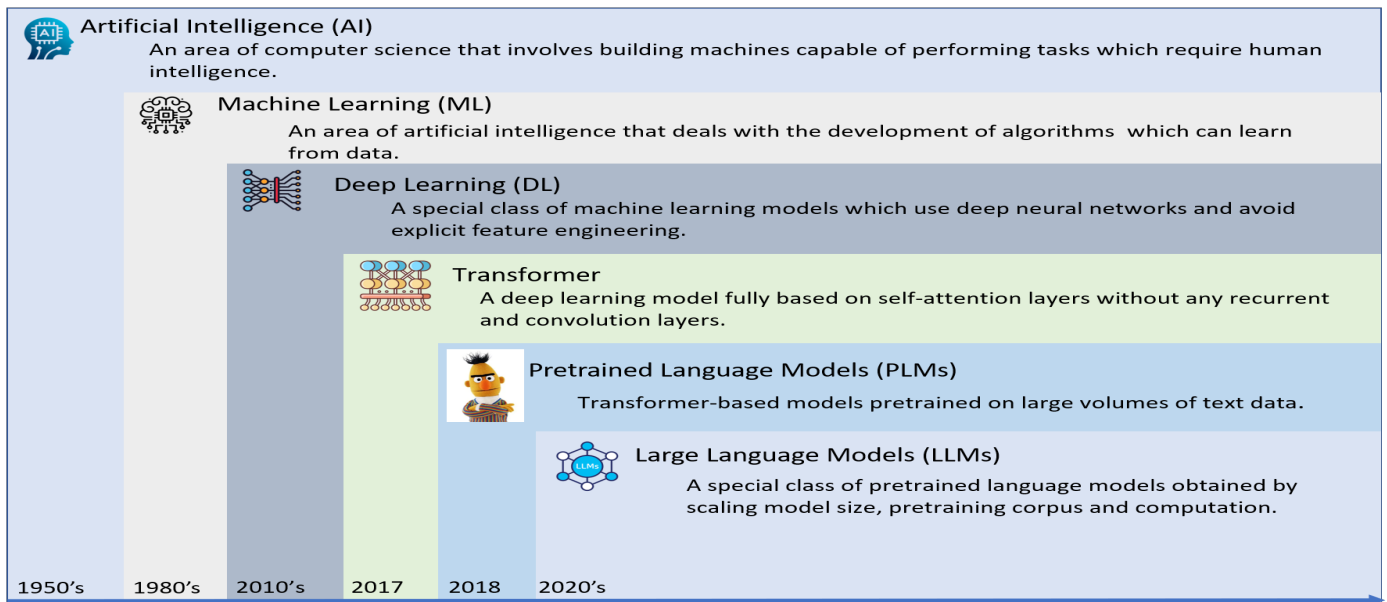 AI
Artificial Intelligence (AI)
An area of computer science that involves building machines capable of performing tasks which require human
intelligence.
Machine Learning (ML)
An area of artificial intelligence that deals with the development of algorithms which can learn
from data.
Deep Learning (DL)
A special class of machine learning models which use deep neural networks and avoid
explicit feature engineering.
Transformer
A deep learning model fully based on self-attention layers without any recurrent
and convolution layers.
Pretrained Language Models (PLMs)
Transformer-based models pretrained on large volumes of text data.
LLMs
Large Language Models (LLMs)
A special class of pretrained language models obtained by
scaling model size, pretraining corpus and computation.
1950’s 1980’s 2010’s 2017 2018 2020’s